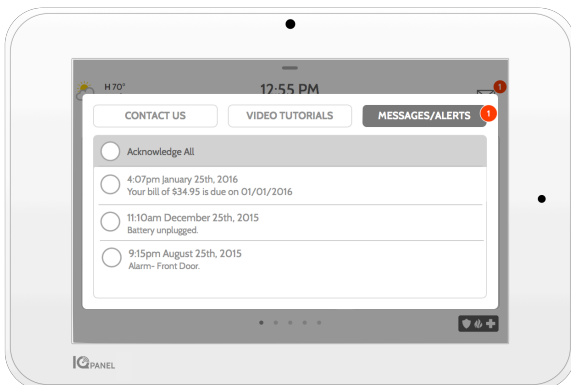 H 70°
12:55 PM
1
CONTACT US
VIDEO TUTORIALS
MESSAGES/ALERTS
1
Acknowledge All
4:07pm January 25th, 2016
Your bill of $34.95 is due on 01/01/2016
11:10am December 25th, 2015
Battery unplugged.
9:15pm August 25th, 2015
Alarm- Front Door.
IQ PANEL